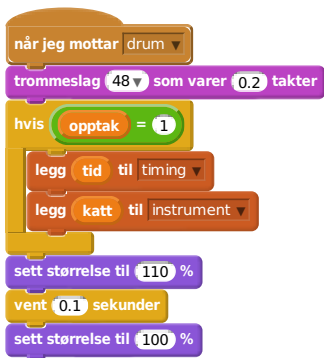 når jeg mottar drum
trommeslag 48 som varer 0.2 takter
hvis opptak = 1
legg tid til timing
legg katt til instrument
sett størrelse til 110 %
vent 0.1 sekunder
sett størrelse til 100 %